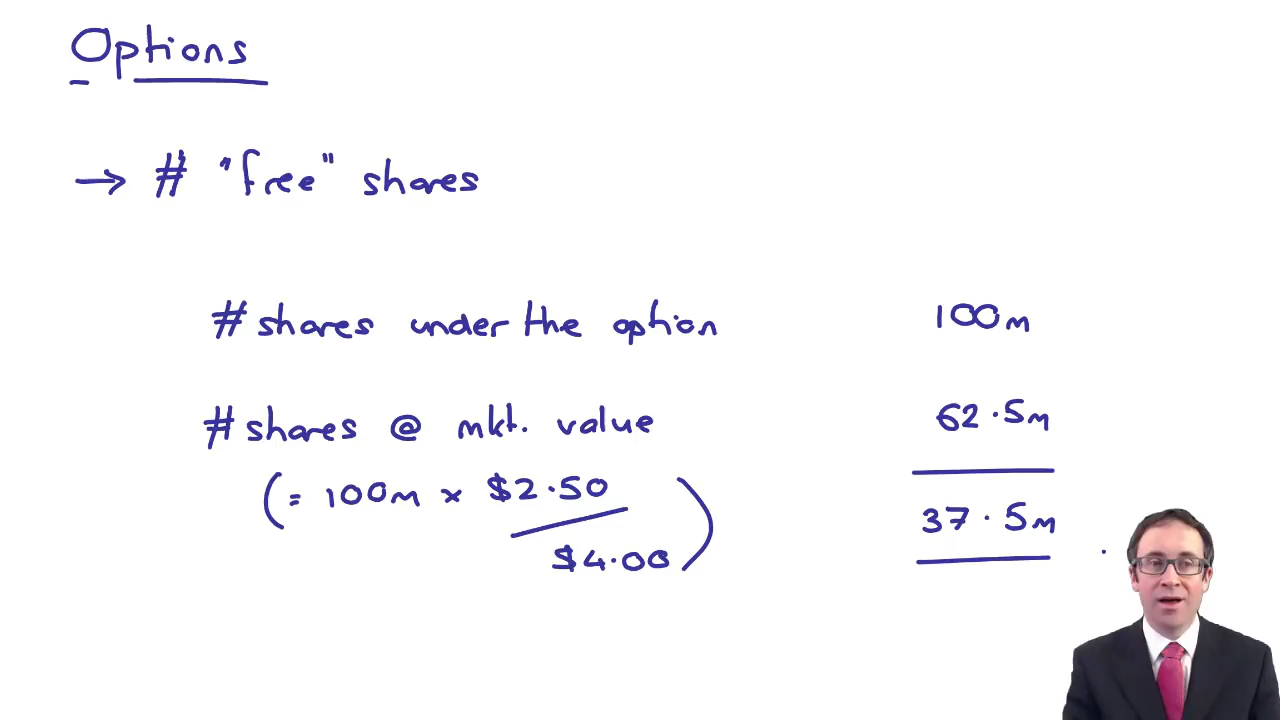 Options
→ # "free" shares
# shares under the option 100m
# shares @ mkt. value 62.5m
(= 100m x $2.50 / $4.00) 37.5m